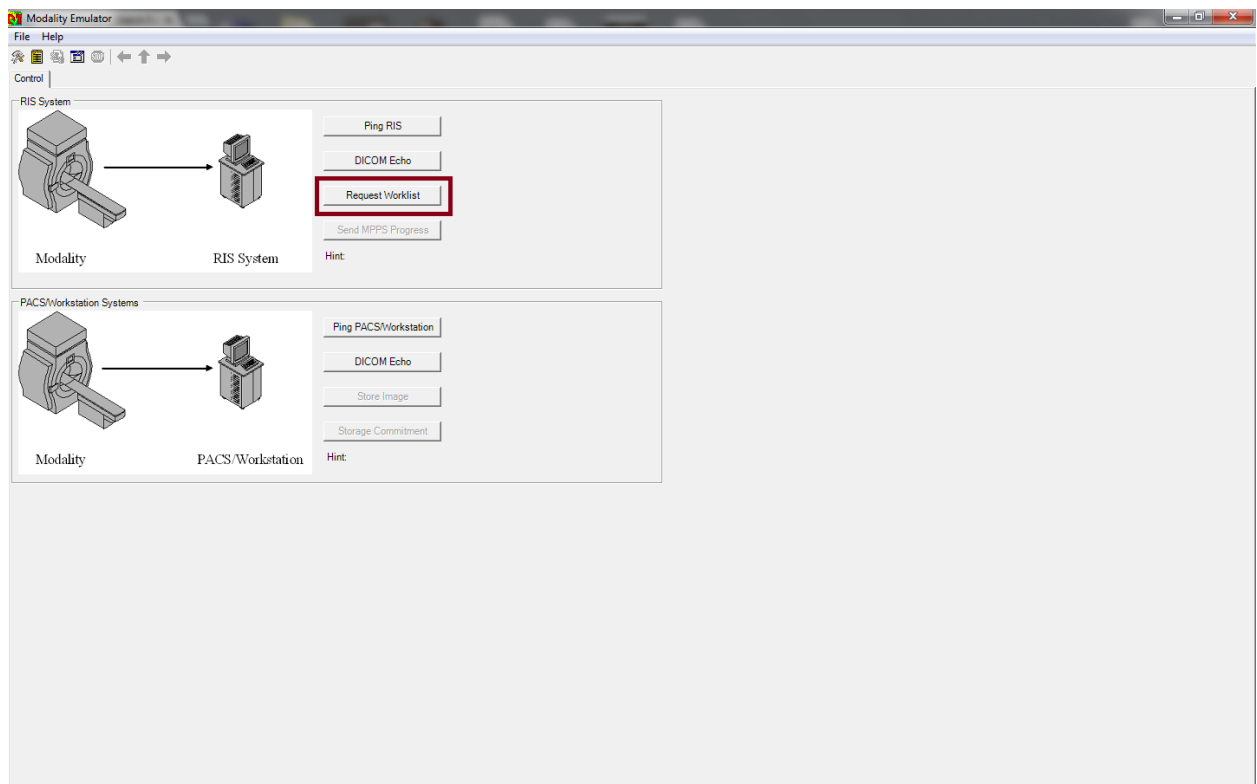 Modality Emulator
File Help
Control
RIS System
Ping RIS
DICOM Echo
Request Worklist
Send MPPS Progress
Modality RIS System Hint:
PACS/Workstation Systems
Ping PACS/Workstation
DICOM Echo
Store Image
Storage Commitment
Modality PACS/Workstation Hint: